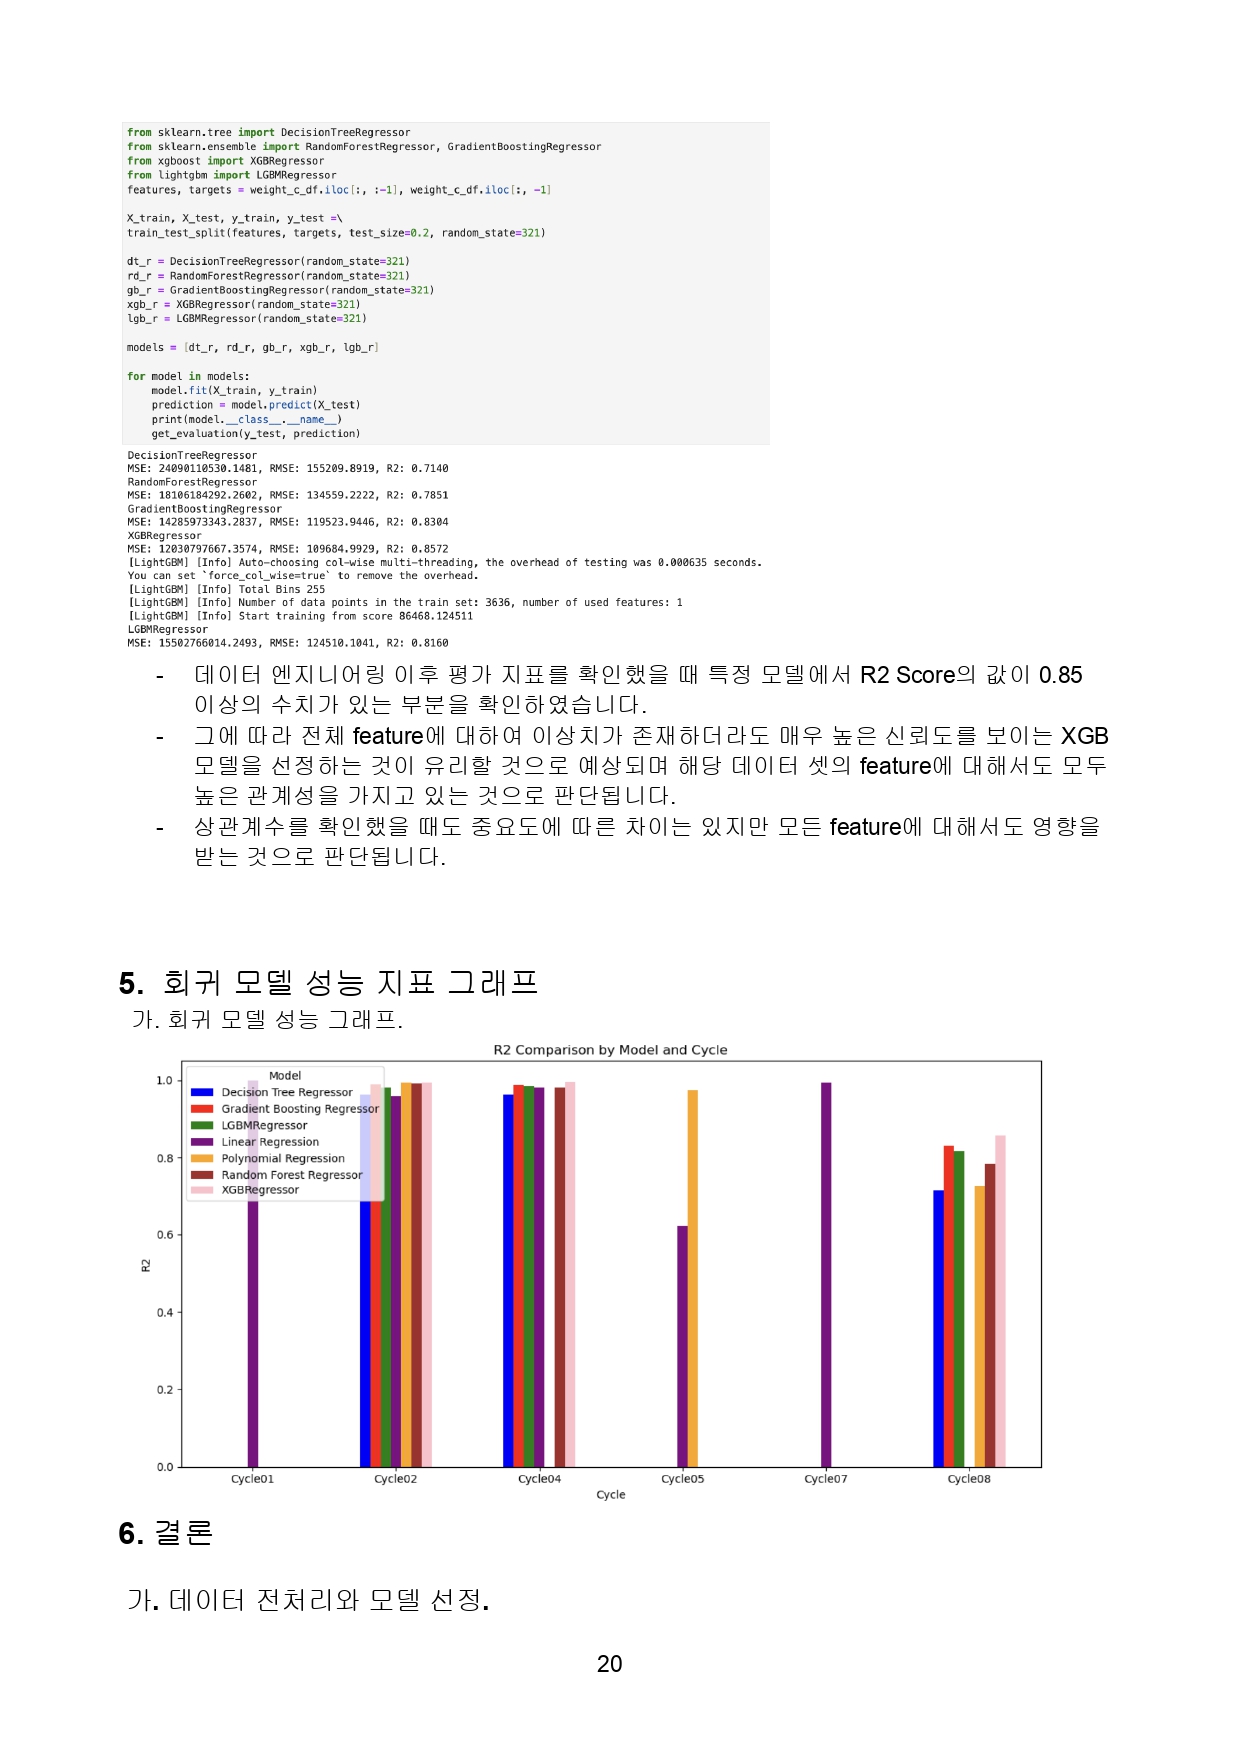 from sklearn.tree import DecisionTreeRegressor
from sklearn.ensemble import RandomForestRegressor, GradientBoostingRegressor
from xgboost import XGBRegressor
from lightgbm import LGBMRegressor
features, targets = weight_c_df.iloc[:, :-1], weight_c_df.iloc[:, -1]
X_train, X_test, y_train, y_test =\
train_test_split(features, targets, test_size=0.2, random_state=321)
dt_r = DecisionTreeRegressor(random_state=321)
rd_r = RandomForestRegressor(random_state=321)
gb_r = GradientBoostingRegressor(random_state=321)
xgb_r = XGBRegressor(random_state=321)
lgb_r = LGBMRegressor(random_state=321)
models = [dt_r, rd_r, gb_r, xgb_r, lgb_r]
for model in models:
    model.fit(X_train, y_train)
    prediction = model.predict(X_test)
    print(model.__class__.__name__)
    get_evaluation(y_test, prediction)
DecisionTreeRegressor
MSE: 24090110530.1481, RMSE: 155209.8919, R2: 0.7140
RandomForestRegressor
MSE: 18106184292.2602, RMSE: 134559.2222, R2: 0.7851
GradientBoostingRegressor
MSE: 14285973343.2837, RMSE: 119523.9446, R2: 0.8304
XGBRegressor
MSE: 12030797667.3574, RMSE: 109684.9929, R2: 0.8572
[LightGBM] [Info] Auto-choosing col-wise multi-threading, the overhead of testing was 0.000635 seconds.
You can set `force_col_wise=true` to remove the overhead.
[LightGBM] [Info] Total Bins 255
[LightGBM] [Info] Number of data points in the train set: 3636, number of used features: 1
[LightGBM] [Info] Start training from score 86468.124511
LGBMRegressor
MSE: 15502766014.2493, RMSE: 124510.1041, R2: 0.8160
- 데이터 엔지니어링 이후 평가 지표를 확인했을 때 특정 모델에서 R2 Score의 값이 0.85
이상의 수치가 있는 부분을 확인하였습니다.
- 그에 따라 전체 feature에 대하여 이상치가 존재하더라도 매우 높은 신뢰도를 보이는 XGB
모델을 선정하는 것이 유리할 것으로 예상되며 해당 데이터 셋의 feature에 대해서도 모두
높은 관계성을 가지고 있는 것으로 판단됩니다.
- 상관계수를 확인했을 때도 중요도에 따른 차이는 있지만 모든 feature에 대해서도 영향을
받는 것으로 판단됩니다.
5. 회귀 모델 성능 지표 그래프
가. 회귀 모델 성능 그래프.
R2 Comparison by Model and Cycle
Model
Decision Tree Regressor
Gradient Boosting Regressor
LGBMRegressor
Linear Regression
Polynomial Regression
Random Forest Regressor
XGBRegressor
1.0
0.8
0.6
0.4
0.2
0.0
R2
Cycle01 Cycle02 Cycle04 Cycle05 Cycle07 Cycle08
Cycle
6. 결론
가. 데이터 전처리와 모델 선정.
20